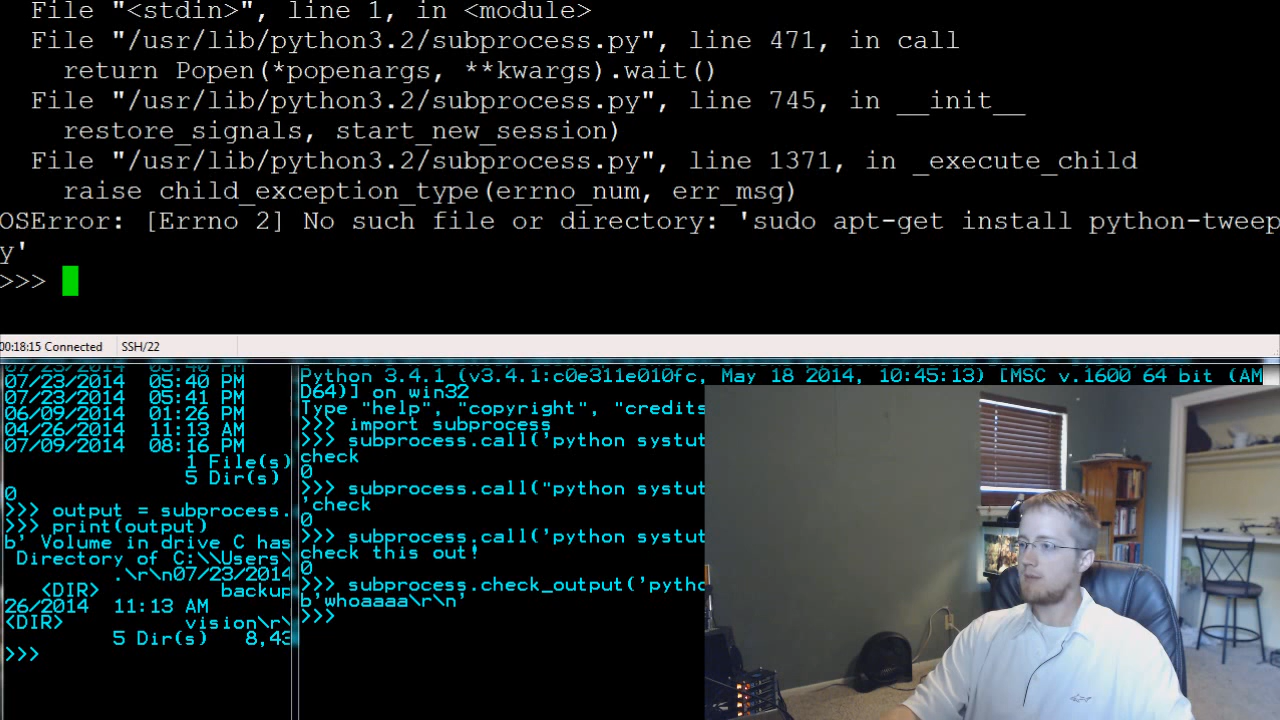 File "<stdin>", line 1, in <module>
File "/usr/lib/python3.2/subprocess.py", line 471, in call
return Popen(*popenargs, **kwargs).wait()
File "/usr/lib/python3.2/subprocess.py", line 745, in __init__
restore_signals, start_new_session)
File "/usr/lib/python3.2/subprocess.py", line 1371, in _execute_child
raise child_exception_type(errno_num, err_msg)
OSError: [Errno 2] No such file or directory: 'sudo apt-get install python-tweep
y'
>>>
00:18:15 Connected SSH/22
07/23/2014 05:40 PM
07/23/2014 05:40 PM
07/23/2014 05:41 PM
06/09/2014 01:26 PM
04/26/2014 11:13 AM
07/09/2014 08:16 PM
1 File(s)
5 Dir(s)
0
>>> output = subprocess.
>>> print(output)
b' Volume in drive C has
Directory of C:\\Users\
.\r\n07/23/2014
<DIR> backup
26/2014 11:13 AM
<DIR> vision\r\
5 Dir(s) 8,43
>>>
Python 3.4.1 (v3.4.1:c0e311e010fc, May 18 2014, 10:45:13) [MSC v.1600 64 bit (AM
D64)] on win32
Type "help", "copyright", "credits
>>> import subprocess
>>> subprocess.call('python systut
check
0
>>> subprocess.call("python systut
'check
0
>>> subprocess.call('python systut
check this out!
0
>>> subprocess.check_output('pytho
b'whoaaaa\r\n'
>>>